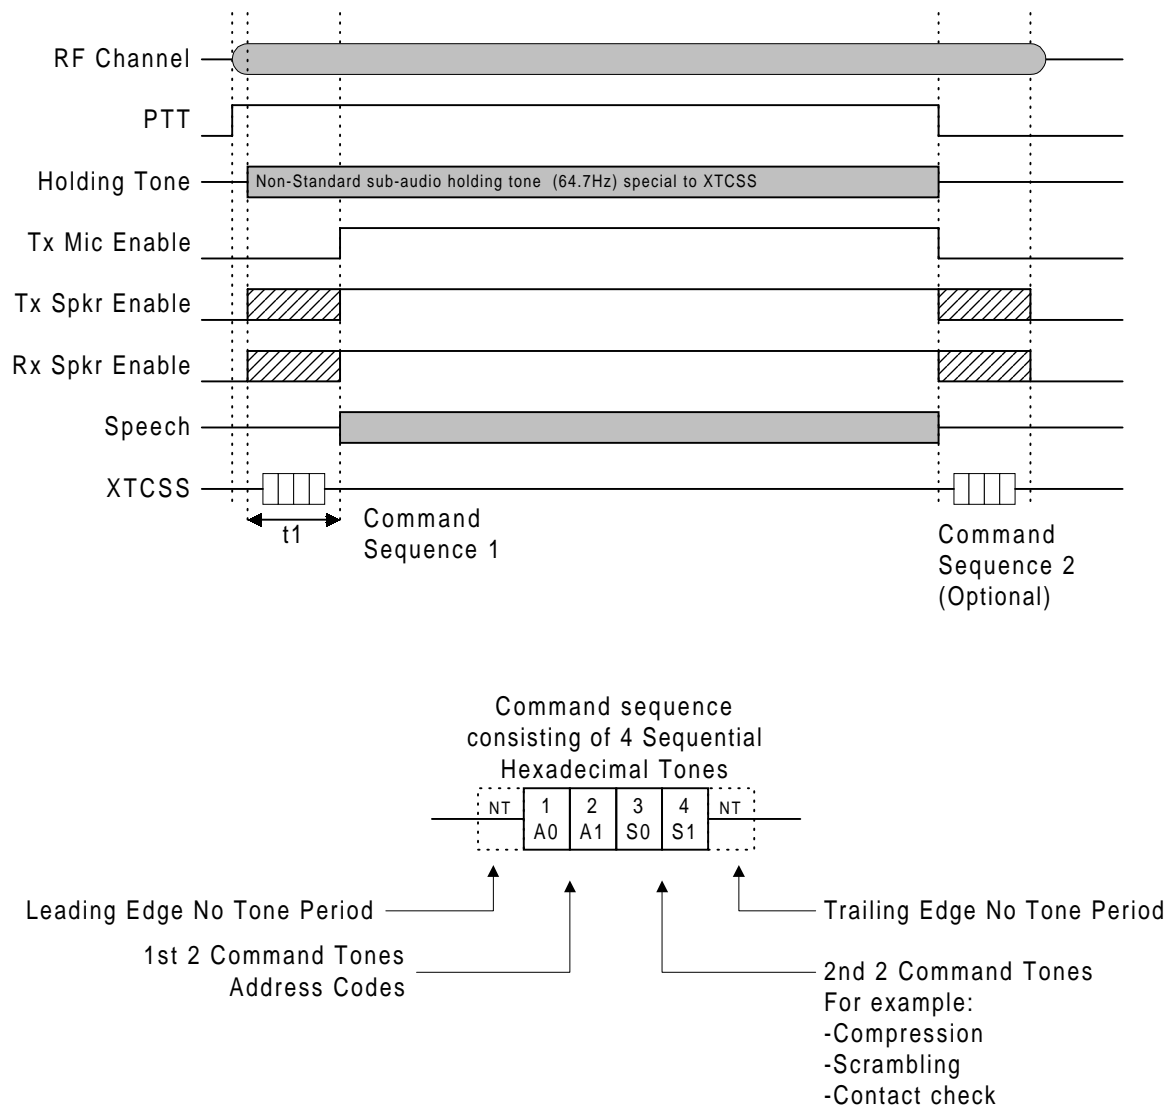 RF Channel
PTT
Holding Tone
Non-Standard sub-audio holding tone (64.7Hz) special to XTCSS
Tx Mic Enable
Tx Spkr Enable
Rx Spkr Enable
Speech
XTCSS
t1
Command
Sequence 1
Command
Sequence 2
(Optional)
Command sequence
consisting of 4 Sequential
Hexadecimal Tones
NT 1 2 3 4 NT
A0 A1 S0 S1
Leading Edge No Tone Period
Trailing Edge No Tone Period
1st 2 Command Tones
Address Codes
2nd 2 Command Tones
For example:
-Compression
-Scrambling
-Contact check